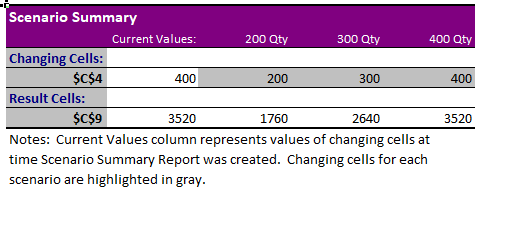 Scenario Summary
Current Values: 200 Qty 300 Qty 400 Qty
Changing Cells:
$C$4 400 200 300 400
Result Cells:
$C$9 3520 1760 2640 3520
Notes: Current Values column represents values of changing cells at
time Scenario Summary Report was created. Changing cells for each
scenario are highlighted in gray.